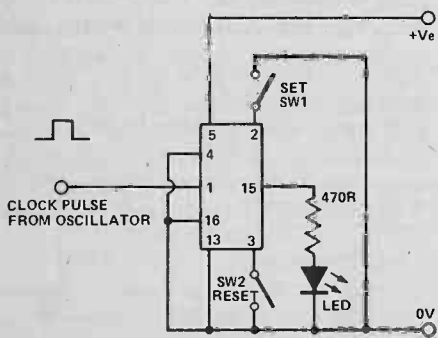 +Ve
SET
SW1
5
2
4
1
15
16
13
3
470R
CLOCK PULSE
FROM OSCILLATOR
SW2
RESET
LED
0V